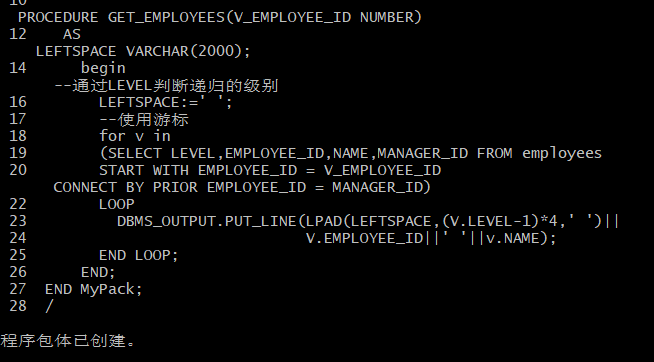 PROCEDURE GET_EMPLOYEES(V_EMPLOYEE_ID NUMBER)
12 AS
LEFTSPACE VARCHAR(2000);
14 begin
--通过LEVEL判断递归的级别
16 LEFTSPACE:=' ';
17 --使用游标
18 for v in
19 (SELECT LEVEL,EMPLOYEE_ID,NAME,MANAGER_ID FROM employees
20 START WITH EMPLOYEE_ID = V_EMPLOYEE_ID
CONNECT BY PRIOR EMPLOYEE_ID = MANAGER_ID)
22 LOOP
23 DBMS_OUTPUT.PUT_LINE(LPAD(LEFTSPACE,(V.LEVEL-1)*4,' ')||
24 V.EMPLOYEE_ID||' '||v.NAME);
25 END LOOP;
26 END;
27 END MyPack;
28 /
程序包体已创建。